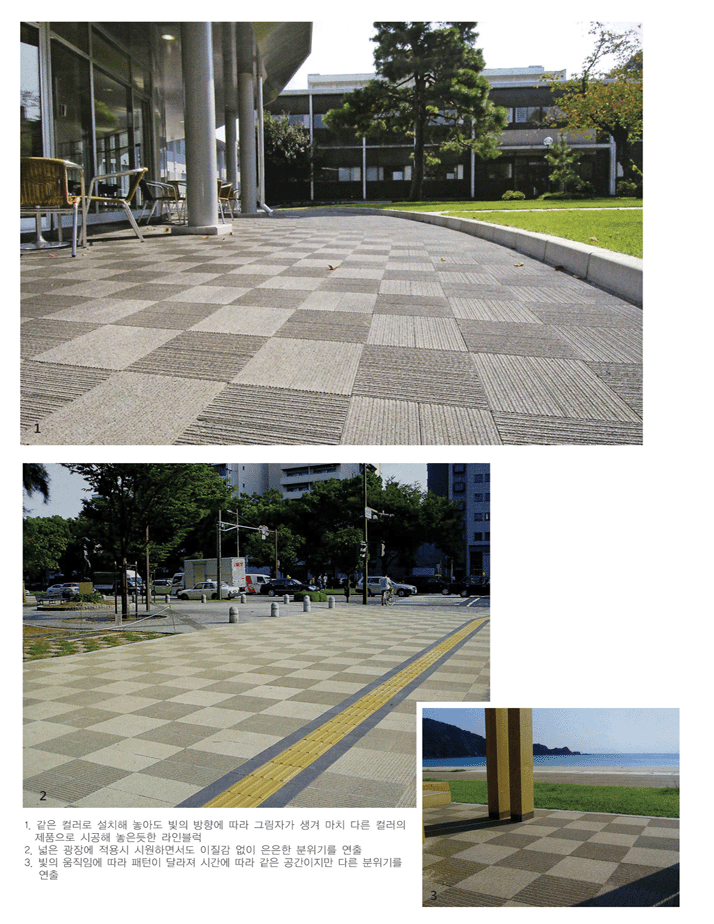 1
2
3
1. 같은 컬러로 설치해 놓아도 빛의 방향에 따라 그림자가 생겨 마치 다른 컬러의
제품으로 시공해 놓은듯한 라인블럭
2. 넓은 광장에 적용시 시원하면서도 이질감 없이 은은한 분위기를 연출
3. 빛의 움직임에 따라 패턴이 달라져 시간에 따라 같은 공간이지만 다른 분위기를
연출